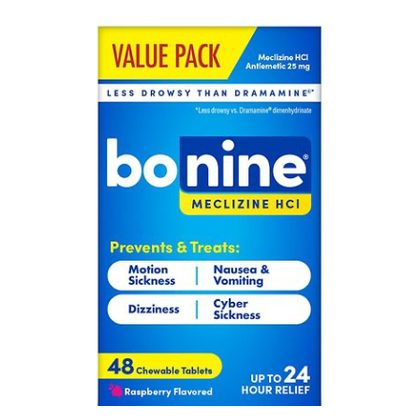 VALUE PACK
Meclizine HCl
Antiemetic 25 mg
LESS DROWSY THAN DRAMAMINE®*
*Less drowsy vs. Dramamine® dimenhydrinate
bonine®
MECLIZINE HCl
Prevents & Treats:
Motion Sickness
Nausea & Vomiting
Dizziness
Cyber Sickness
48 Chewable Tablets
Raspberry Flavored
UP TO 24
HOUR RELIEF